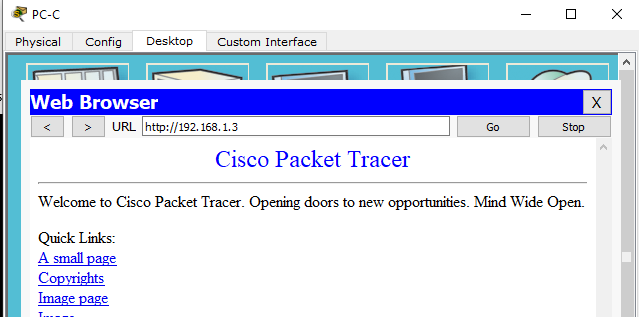 PC-C
Physical Config Desktop Custom Interface
Web Browser X
< > URL http://192.168.1.3 Go Stop
Cisco Packet Tracer
Welcome to Cisco Packet Tracer. Opening doors to new opportunities. Mind Wide Open.
Quick Links:
A small page
Copyrights
Image page
Image